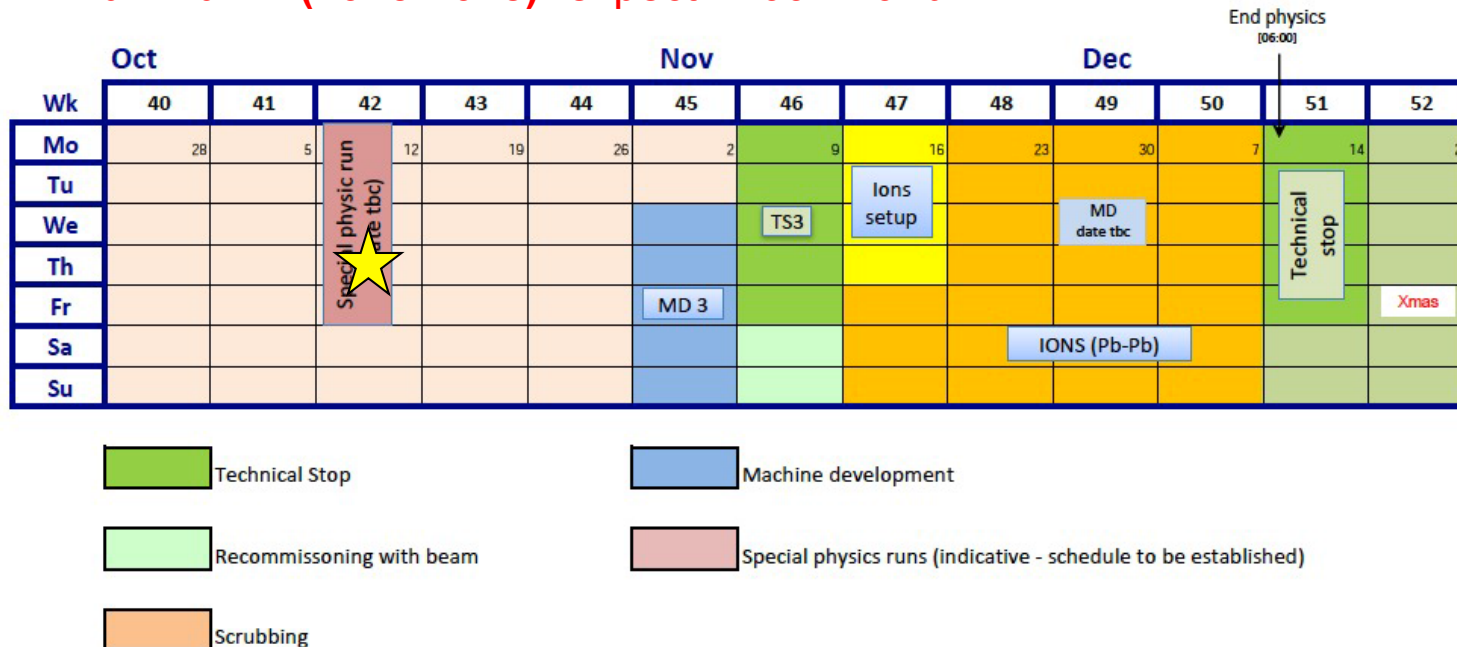 End physics
[06:00]
Oct Nov Dec
Wk 40 41 42 43 44 45 46 47 48 49 50 51 52
Mo 28 5 12 19 26 2 9 16 23 30 7 14
Tu
We
Th
Fr
Sa
Su
Special physic run
date tbc)
Ions
setup
TS3
MD
date tbc
Technical
stop
MD 3
Xmas
IONS (Pb-Pb)
Technical Stop
Machine development
Recommissoning with beam
Special physics runs (indicative - schedule to be established)
Scrubbing